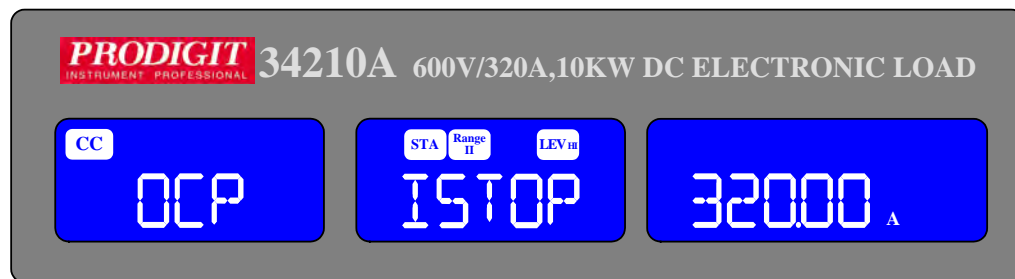 PRODIGIT
INSTRUMENT PROFESSIONAL
34210A 600V/320A,10KW DC ELECTRONIC LOAD
CC
OCP
STA Range II LEV HI
ISTOP
320.00 A